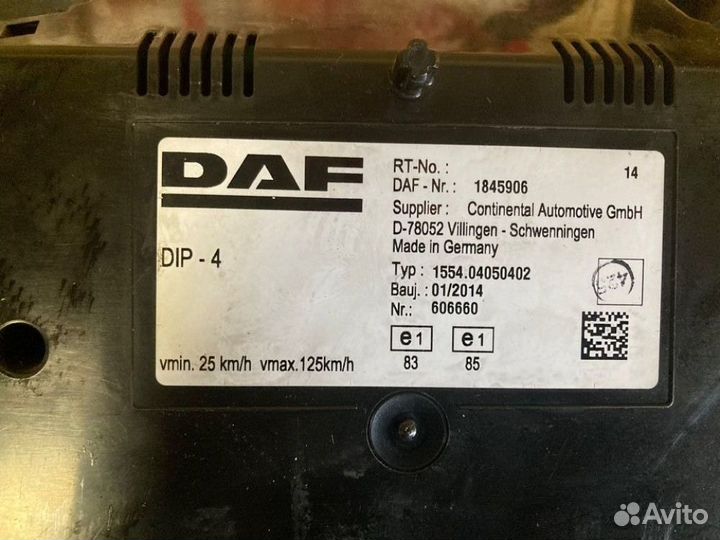 DAF
DIP - 4
vmin. 25 km/h vmax.125km/h
RT-No. : 14
DAF - Nr. : 1845906
Supplier : Continental Automotive GmbH
D-78052 Villingen - Schwenningen
Made in Germany
Typ : 1554.04050402
Bauj. : 01/2014
Nr.: 606660
e1 e1
83 85
425
Avito